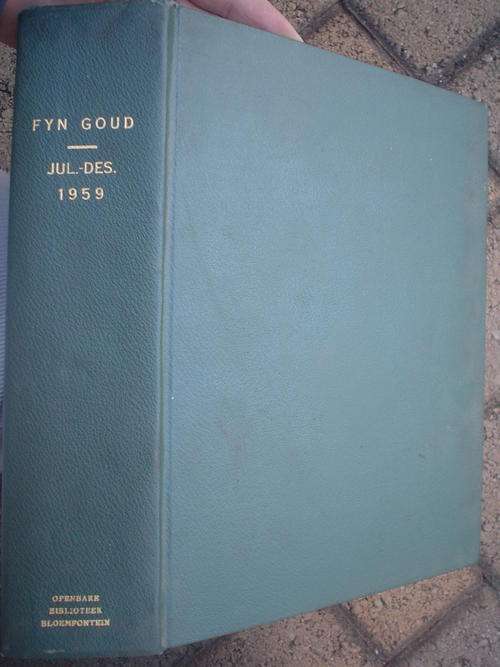 FYN GOUD
JUL.-DES.
1959
OPENBARE
BIBLIOTEEK
BLOEMFONTEIN